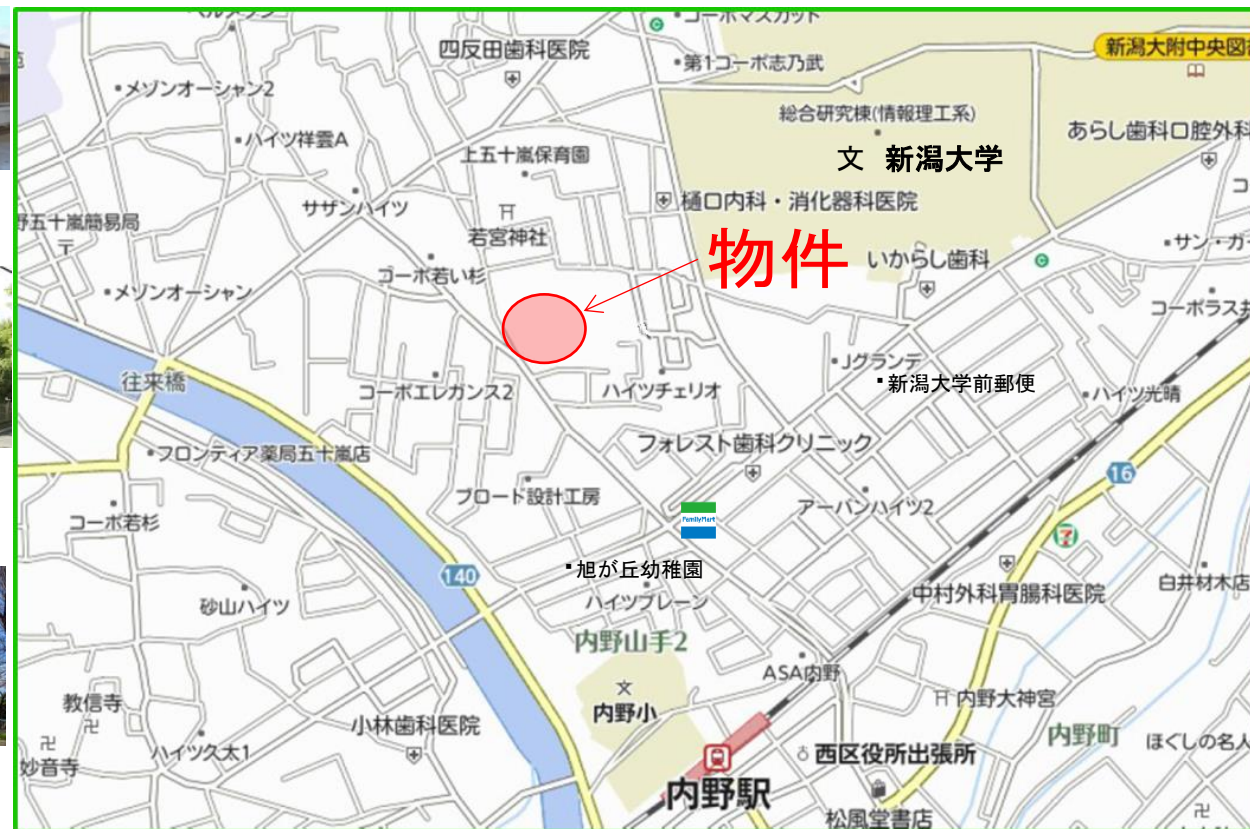 コーポマスカット
四反田歯科医院
第1コーポ志乃武
新潟大附中央図
メゾンオーシャン2
総合研究棟(情報理工系)
ハイツ祥雲A
あらし歯科口腔外科
上五十嵐保育園
文 新潟大学
サザンハイツ
樋口内科・消化器科医院
五十嵐簡易局
若宮神社
物件
サン・ガ
いからし歯科
コーポ若い杉
メゾンオーシャン
コーポラス
Jグランデ
往来橋
コーポエレガンス2
ハイツチェリオ
新潟大学前郵便
ハイツ光晴
フォレスト歯科クリニック
フロンティア薬局五十嵐店
16
ブロード設計工房
アーバンハイツ2
コーポ若杉
FamilyMart
7
旭が丘幼稚園
140
白井材木店
砂山ハイツ
ハイツブレーン
中村外科胃腸科医院
内野山手2
ASA内野
文
教信寺
内野小
内野大神宮
小林歯科医院
内野町
ほぐしの名人
妙音寺
ハイツ久太1
西区役所出張所
内野駅
松風堂書店